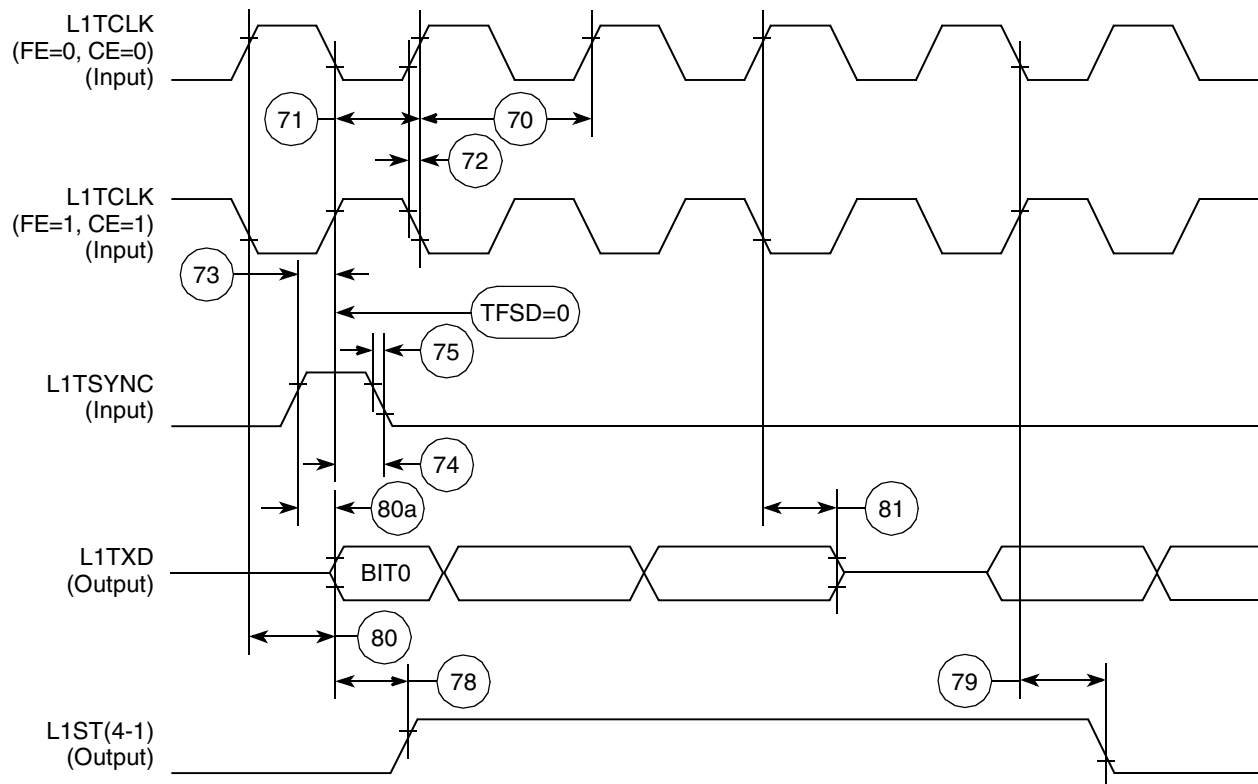 L1TCLK
(FE=0, CE=0)
(Input)
71
70
72
L1TCLK
(FE=1, CE=1)
(Input)
73
TFSD=0
75
L1TSYNC
(Input)
74
80a
81
L1TXD
(Output)
BIT0
80
78
79
L1ST(4-1)
(Output)